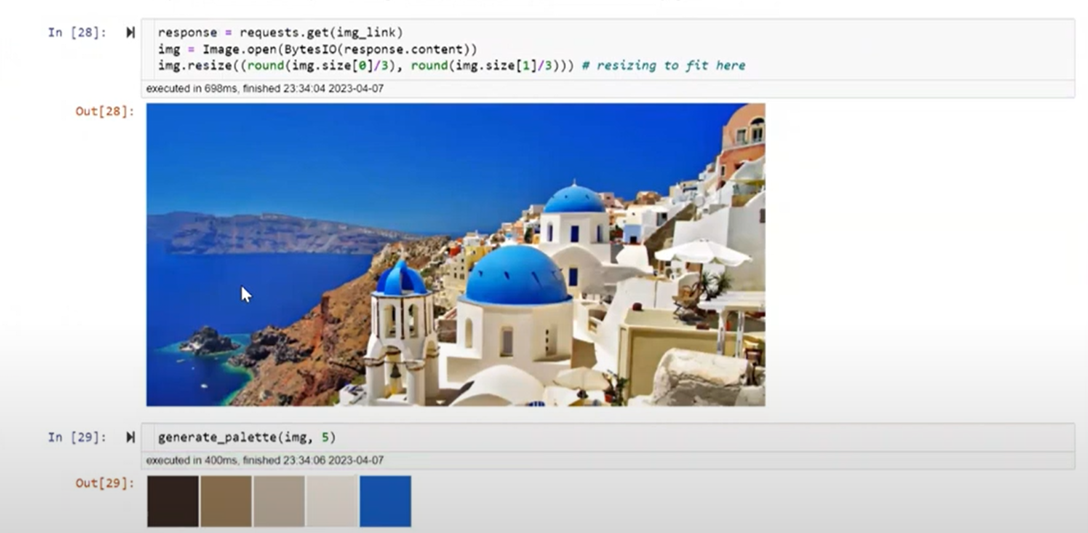 In [28]:
response = requests.get(img_link)
img = Image.open(BytesIO(response.content))
img.resize((round(img.size[0]/3), round(img.size[1]/3))) # resizing to fit here
executed in 698ms, finished 23:34:04 2023-04-07
Out[28]:
In [29]:
generate_palette(img, 5)
executed in 400ms, finished 23:34:06 2023-04-07
Out[29]: